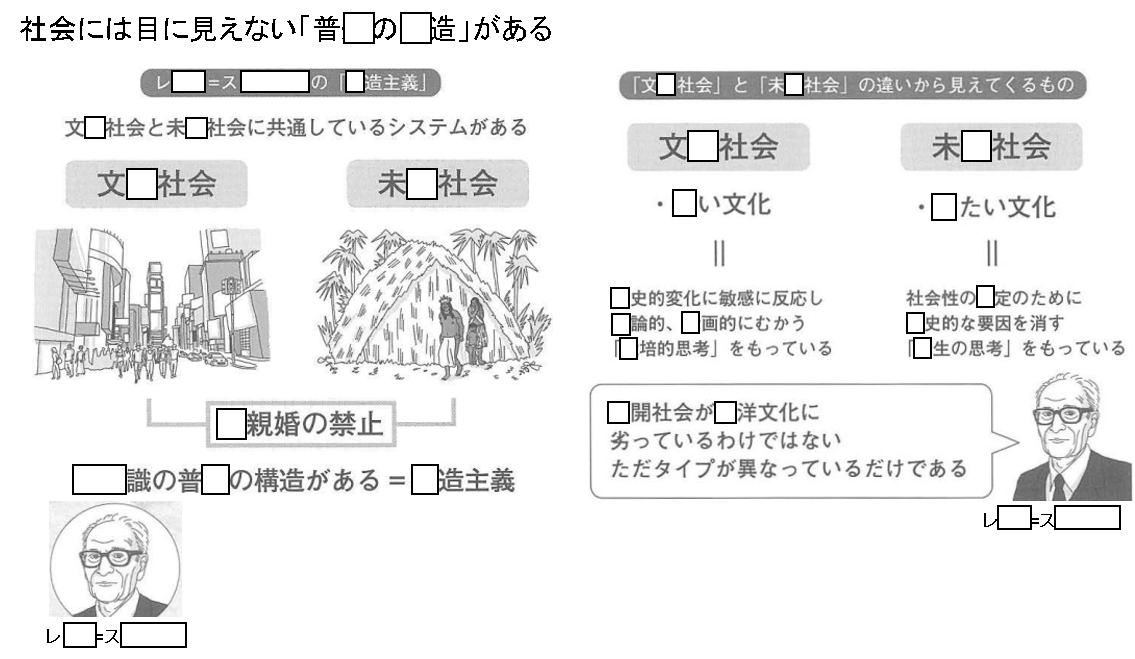 社会には目に見えない「普□の□造」がある
レ□=ス□の「□造主義」
文□社会と未□社会に共通しているシステムがある
文□社会
未□社会
□親婚の禁止
□識の普□の構造がある=□造主義
レ□=ス□
「文□社会」と「未□社会」の違いから見えてくるもの
文□社会
・□い文化
||
□史的変化に敏感に反応し
□論的、□画的にむかう
「□培的思考」をもっている
未□社会
・□たい文化
||
社会性の□定のために
□史的な要因を消す
「□生の思考」をもっている
□開社会が□洋文化に
劣っているわけではない
ただタイプが異なっているだけである
レ□=ス□